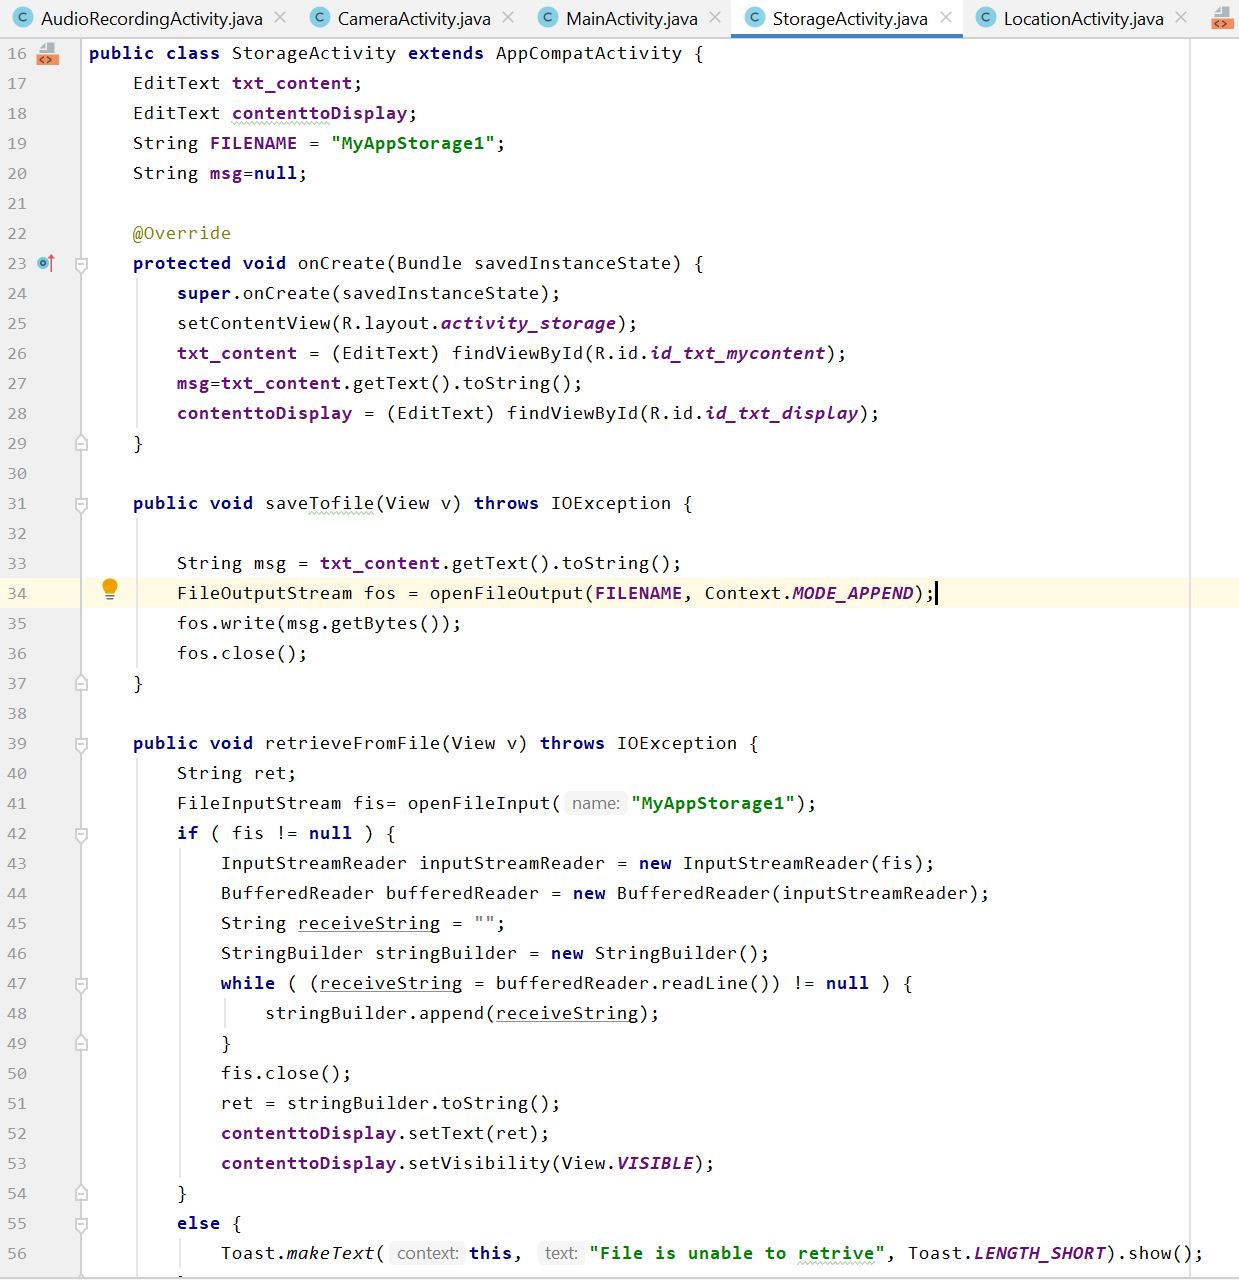 AudioRecordingActivity.java CameraActivity.java MainActivity.java StorageActivity.java LocationActivity.java
16 public class StorageActivity extends AppCompatActivity {
17 EditText txt_content;
18 EditText contenttoDisplay;
19 String FILENAME = "MyAppStorage1";
20 String msg=null;
21
22 @Override
23 protected void onCreate(Bundle savedInstanceState) {
24 super.onCreate(savedInstanceState);
25 setContentView(R.layout.activity_storage);
26 txt_content = (EditText) findViewById(R.id.id_txt_mycontent);
27 msg=txt_content.getText().toString();
28 contenttoDisplay = (EditText) findViewById(R.id.id_txt_display);
29 }
30
31 public void saveTofile(View v) throws IOException {
32
33 String msg = txt_content.getText().toString();
34 FileOutputStream fos = openFileOutput(FILENAME, Context.MODE_APPEND);
35 fos.write(msg.getBytes());
36 fos.close();
37 }
38
39 public void retrieveFromFile(View v) throws IOException {
40 String ret;
41 FileInputStream fis= openFileInput( name: "MyAppStorage1");
42 if ( fis != null ) {
43 InputStreamReader inputStreamReader = new InputStreamReader(fis);
44 BufferedReader bufferedReader = new BufferedReader(inputStreamReader);
45 String receiveString = "";
46 StringBuilder stringBuilder = new StringBuilder();
47 while ( (receiveString = bufferedReader.readLine()) != null ) {
48 stringBuilder.append(receiveString);
49 }
50 fis.close();
51 ret = stringBuilder.toString();
52 contenttoDisplay.setText(ret);
53 contenttoDisplay.setVisibility(View.VISIBLE);
54 }
55 else {
56 Toast.makeText( context: this, text: "File is unable to retrive", Toast.LENGTH_SHORT).show();